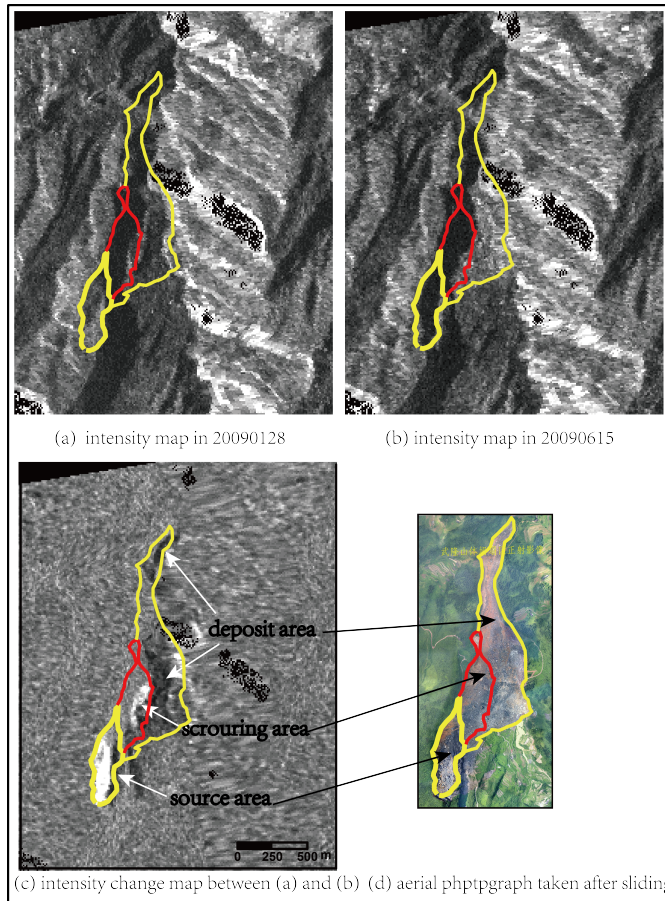 (a) intensity map in 20090128
(b) intensity map in 20090615
deposit area
scrouring area
source area
0 250 500 m
(c) intensity change map between (a) and (b) (d) aerial phptpgraph taken after sliding